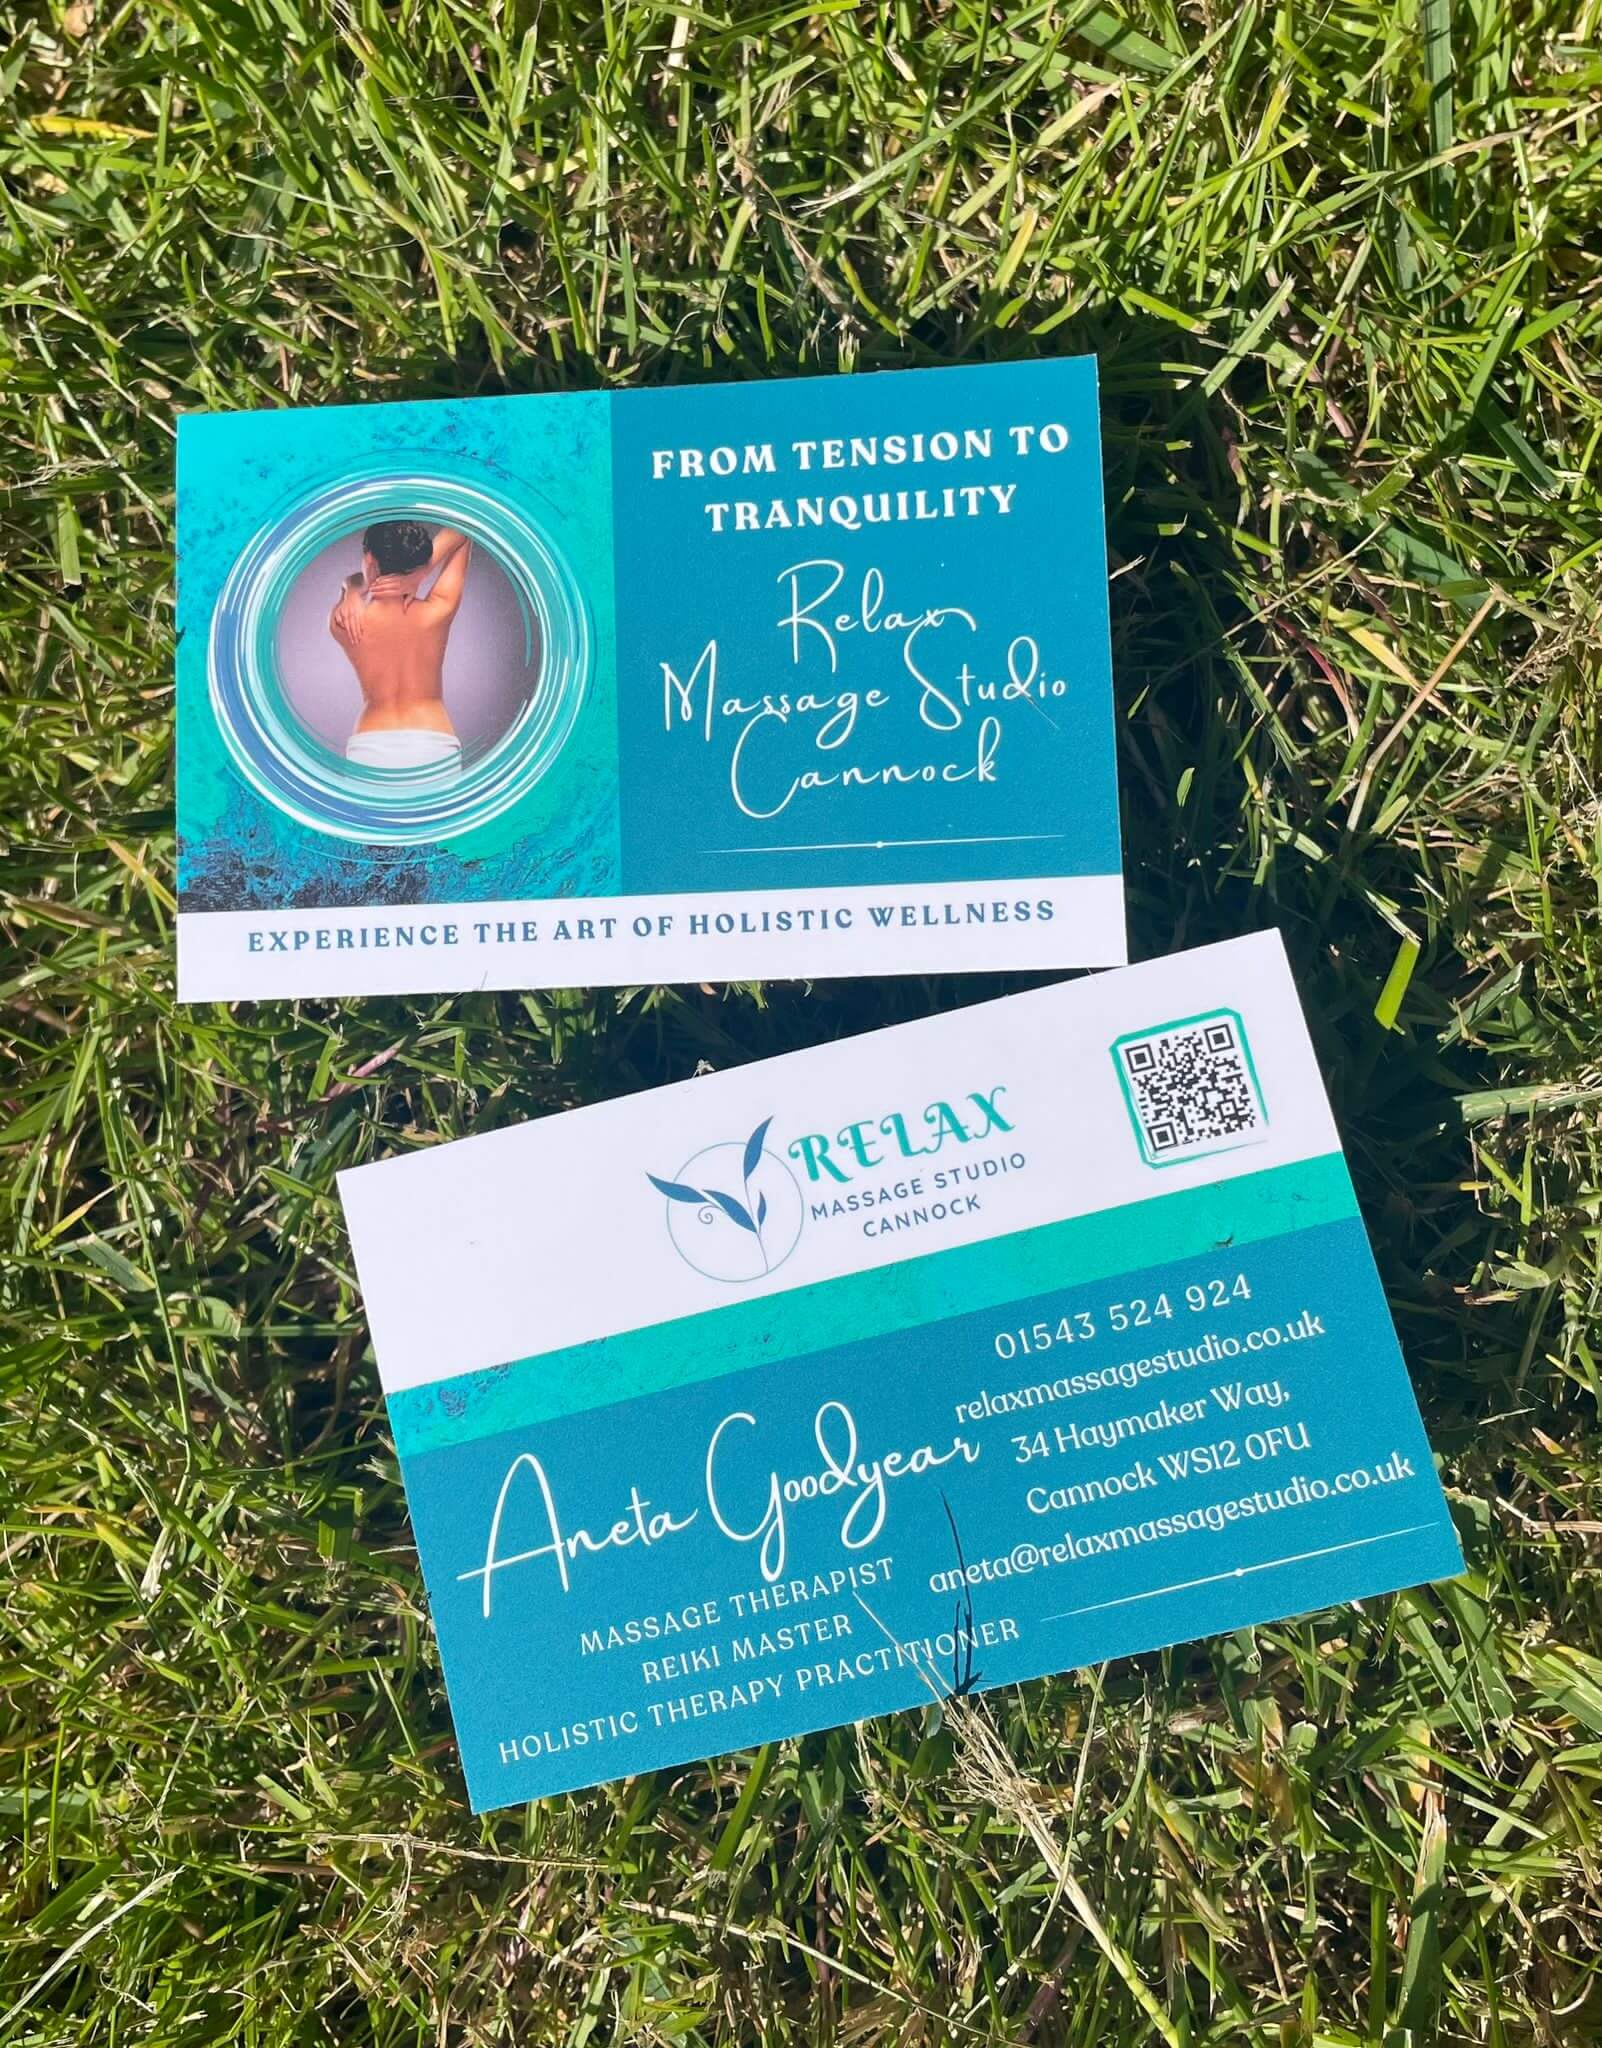 FROM TENSION TO
TRANQUILITY
Relax
Massage Studio
Cannock
EXPERIENCE THE ART OF HOLISTIC WELLNESS
RELAX
MASSAGE STUDIO
CANNOCK
01543 524 924
relaxmassagestudio.co.uk
34 Haymaker Way,
Cannock WS12 0FU
aneta@relaxmassagestudio.co.uk
Aneta Goodyear
MASSAGE THERAPIST
REIKI MASTER
HOLISTIC THERAPY PRACTITIONER